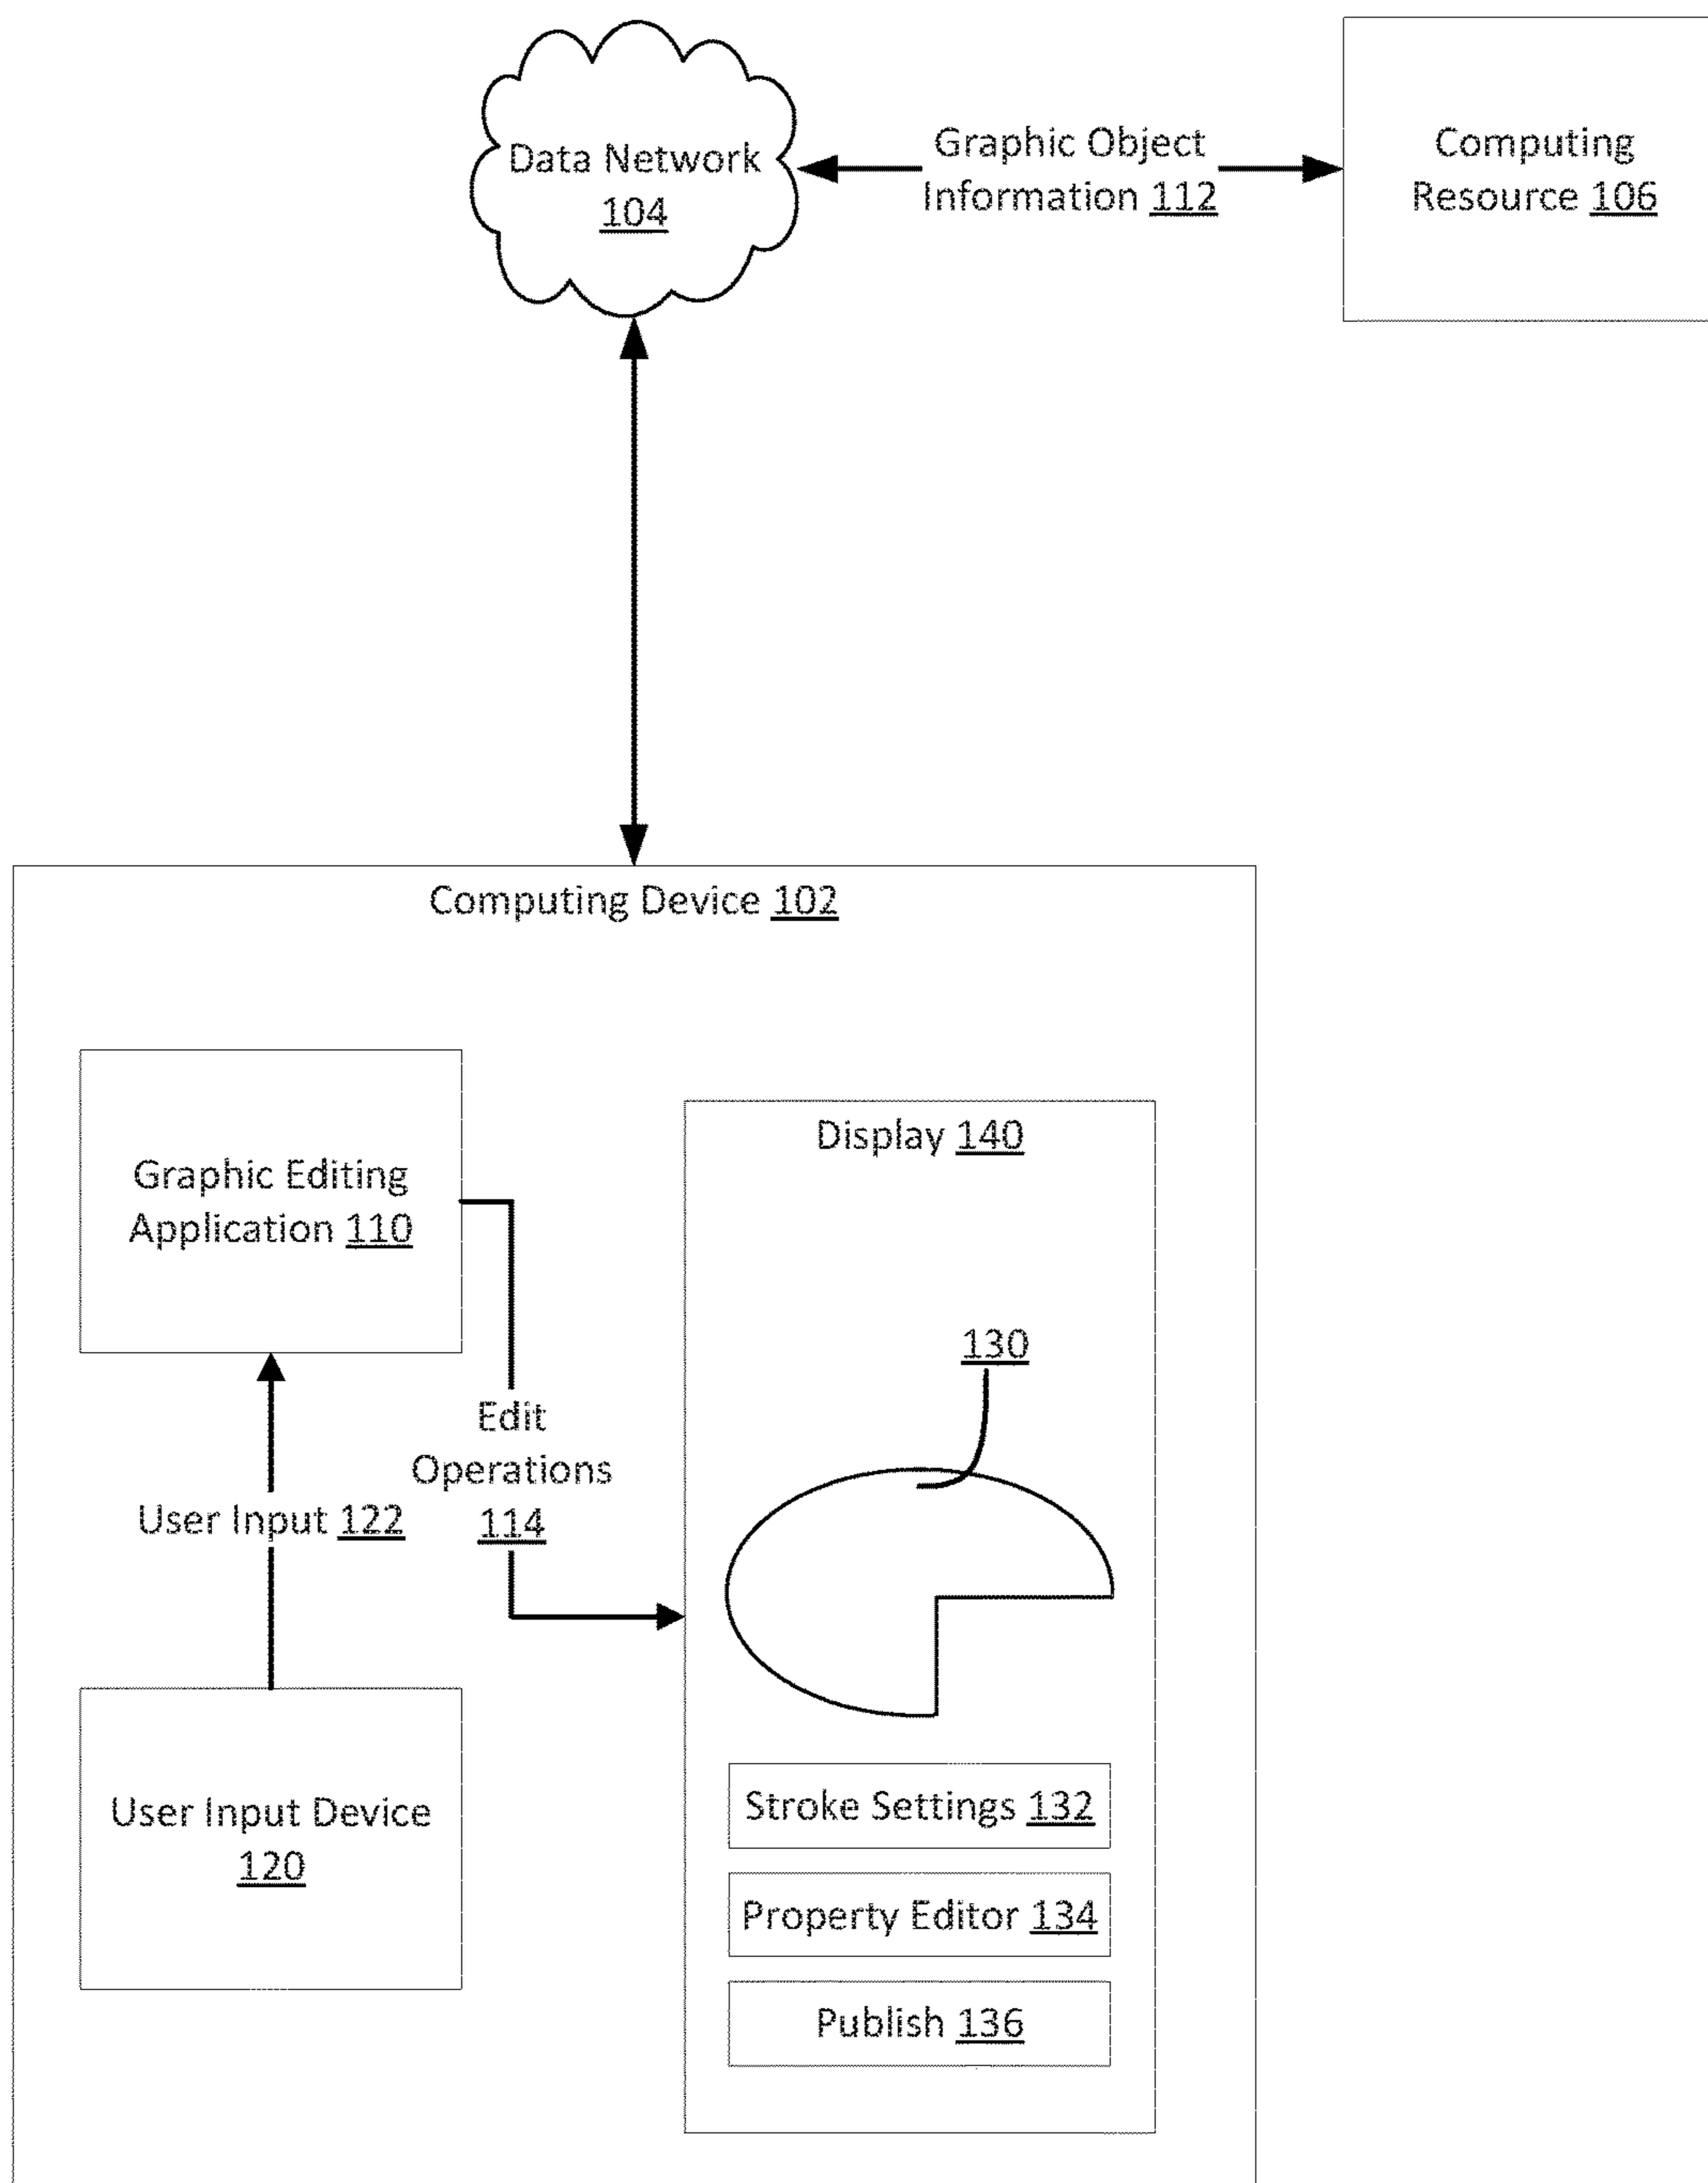 Data Network
104
Graphic Object
Information 112
Computing
Resource 106
Computing Device 102
Graphic Editing
Application 110
Display 140
130
Edit
Operations
114
User Input 122
User Input Device
120
Stroke Settings 132
Property Editor 134
Publish 136